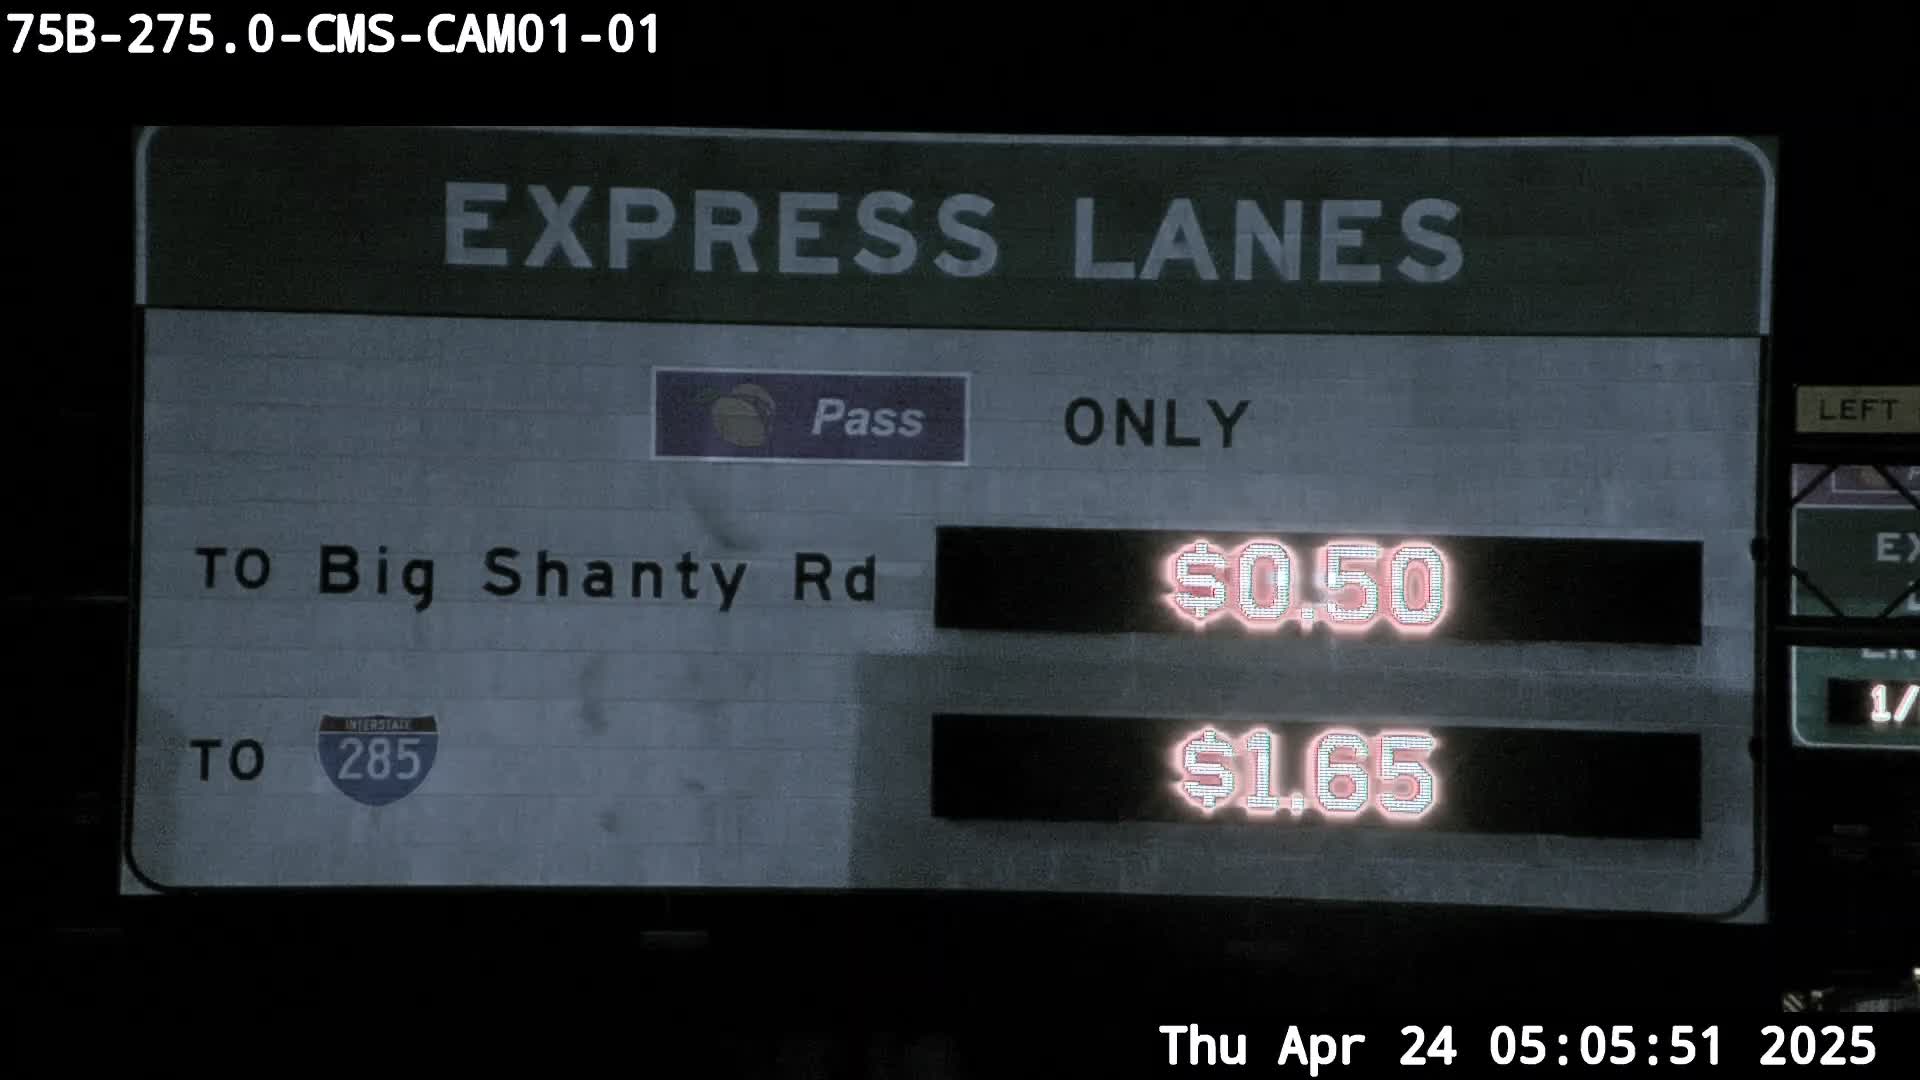 75B-275.0-CMS-CAM01-01
EXPRESS LANES
Pass ONLY
TO Big Shanty Rd $0.50
TO INTERSTATE 285 $1.65
LEFT
1/
Thu Apr 24 05:05:51 2025